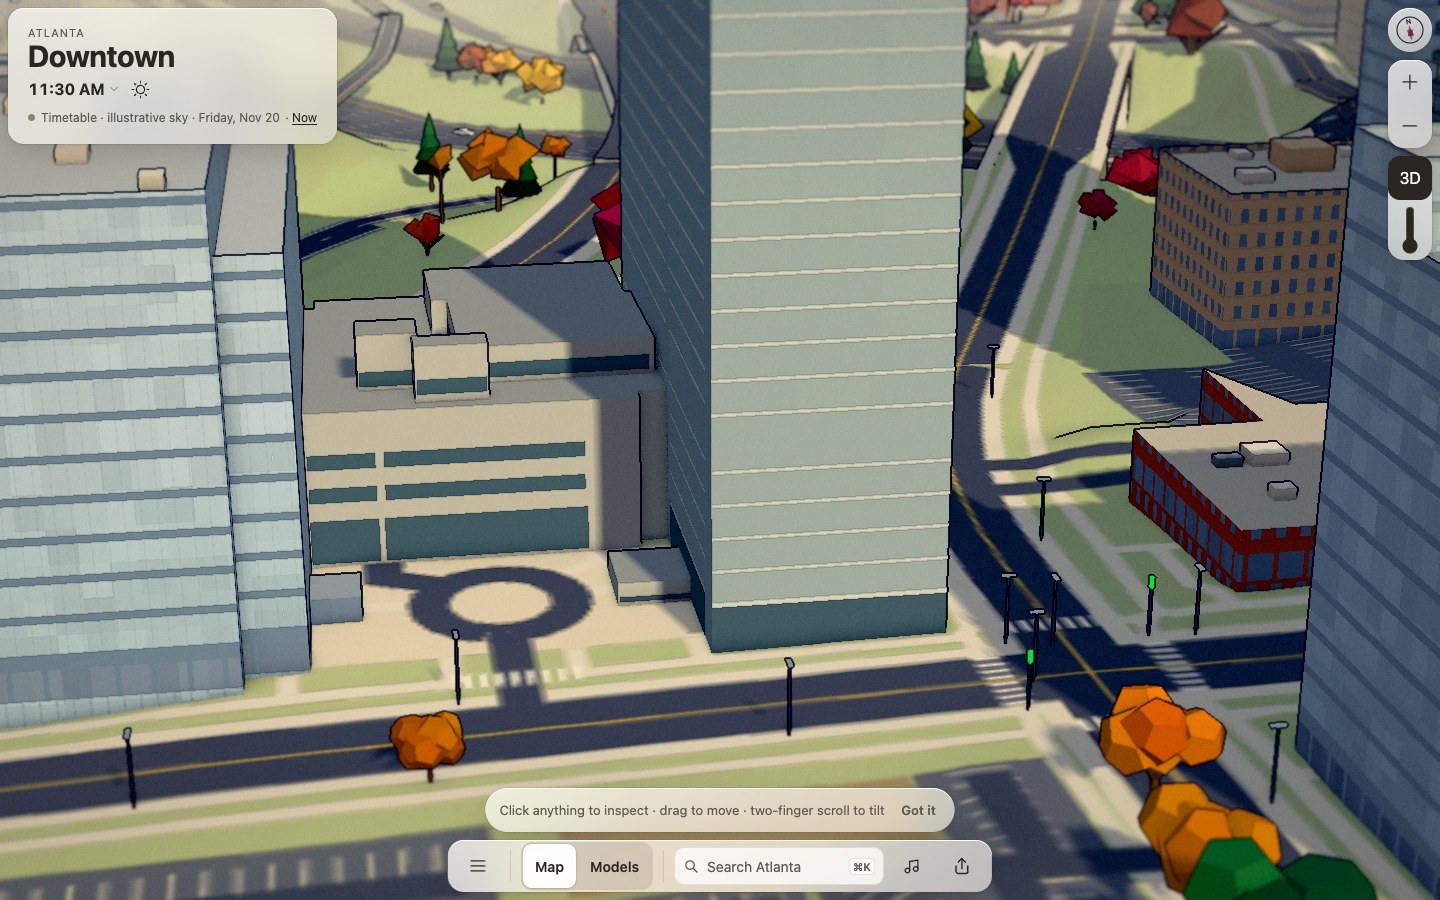 ATLANTA
Downtown
11:30 AM
Timetable · illustrative sky · Friday, Nov 20 · Now
N
3D
Click anything to inspect · drag to move · two-finger scroll to tilt Got it
Map Models Search Atlanta ⌘K